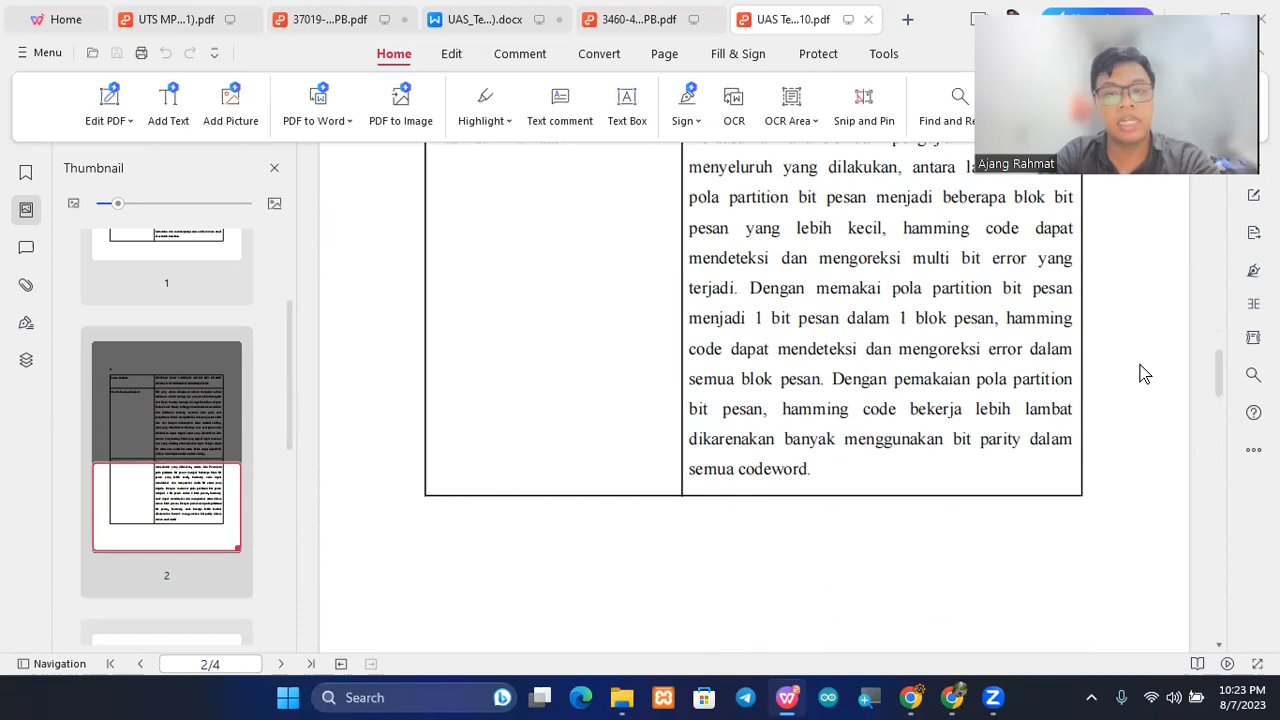 Home
UTS MP...1).pdf
37019-...PB.pdf
UAS_Te...).docx
3460-4...PB.pdf
UAS Te...10.pdf
Menu
Home
Edit
Comment
Convert
Page
Fill & Sign
Protect
Tools
Edit PDF
Add Text
Add Picture
PDF to Word
PDF to Image
Highlight
Text comment
Text Box
Sign
OCR
OCR Area
Snip and Pin
Find and Re
Ajang Rahmat
Thumbnail
1
2
menyeluruh yang dilakukan, antara la
pola partition bit pesan menjadi beberapa blok bit
pesan yang lebih kecil, hamming code dapat
mendeteksi dan mengoreksi multi bit error yang
terjadi. Dengan memakai pola partition bit pesan
menjadi 1 bit pesan dalam 1 blok pesan, hamming
code dapat mendeteksi dan mengoreksi error dalam
semua blok pesan. Dengan pemakaian pola partition
bit pesan, hamming code bekerja lebih lambat
dikarenakan banyak menggunakan bit parity dalam
semua codeword.
Navigation
2/4
Search
10:23 PM
8/7/2023